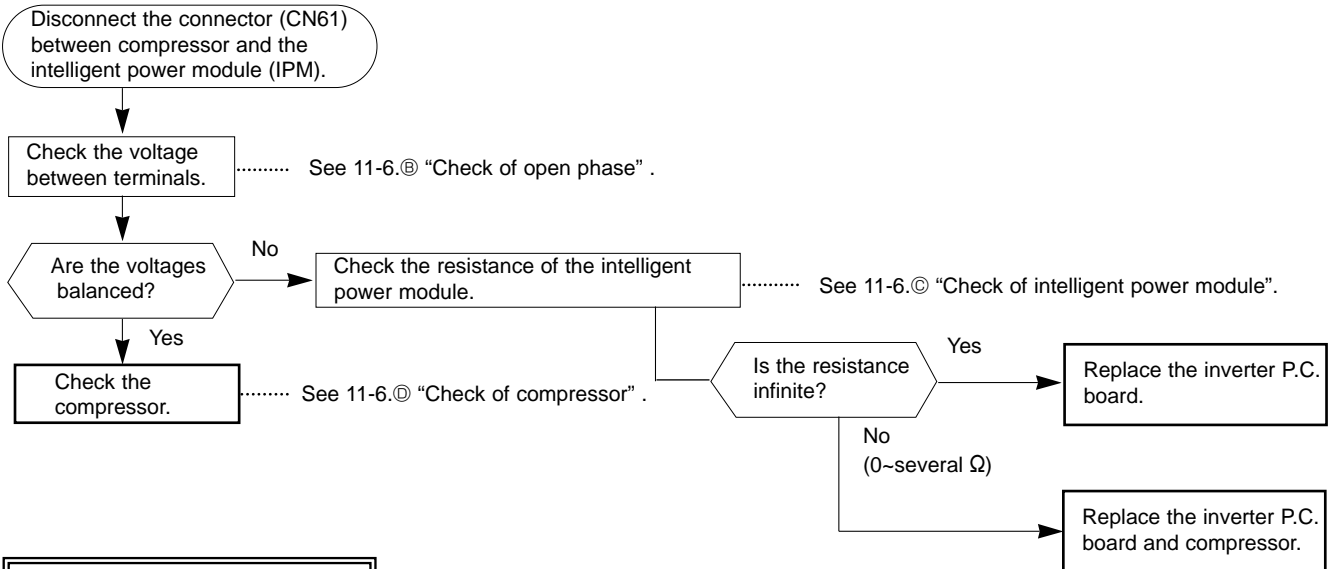 Disconnect the connector (CN61)
between compressor and the
intelligent power module (IPM).
Check the voltage
between terminals.
See 11-6.Ⓑ “Check of open phase” .
Are the voltages
balanced?
No
Check the resistance of the intelligent
power module.
See 11-6.Ⓒ “Check of intelligent power module”.
Yes
Check the
compressor.
See 11-6.Ⓓ “Check of compressor” .
Is the resistance
infinite?
Yes
Replace the inverter P.C.
board.
No
(0~several Ω)
Replace the inverter P.C.
board and compressor.